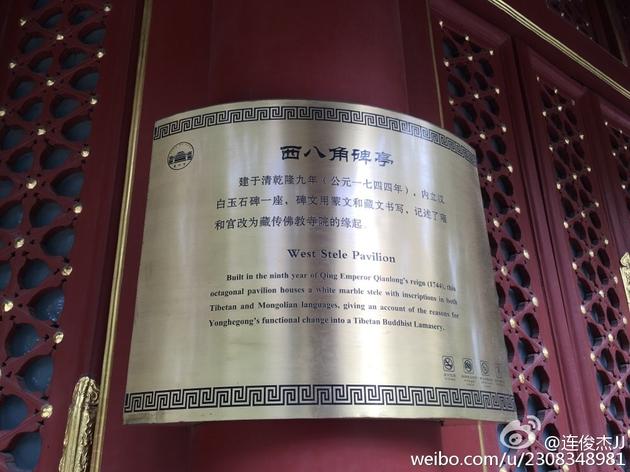 西八角碑亭
建于清乾隆九年（公元一七四四年），内立汉
白玉石碑一座，碑文用蒙文和藏文书写，记述了雍
和宫改为藏传佛教寺院的缘起。
West Stele Pavilion
Built in the ninth year of Qing Emperor Qianlong's reign (1744), this
octagonal pavilion houses a white marble stele with inscriptions in both
Tibetan and Mongolian languages, giving an account of the reasons for
Yonghegong's functional change into a Tibetan Buddhist Lamasery.
@连俊杰JJ
weibo.com/u/2308348981